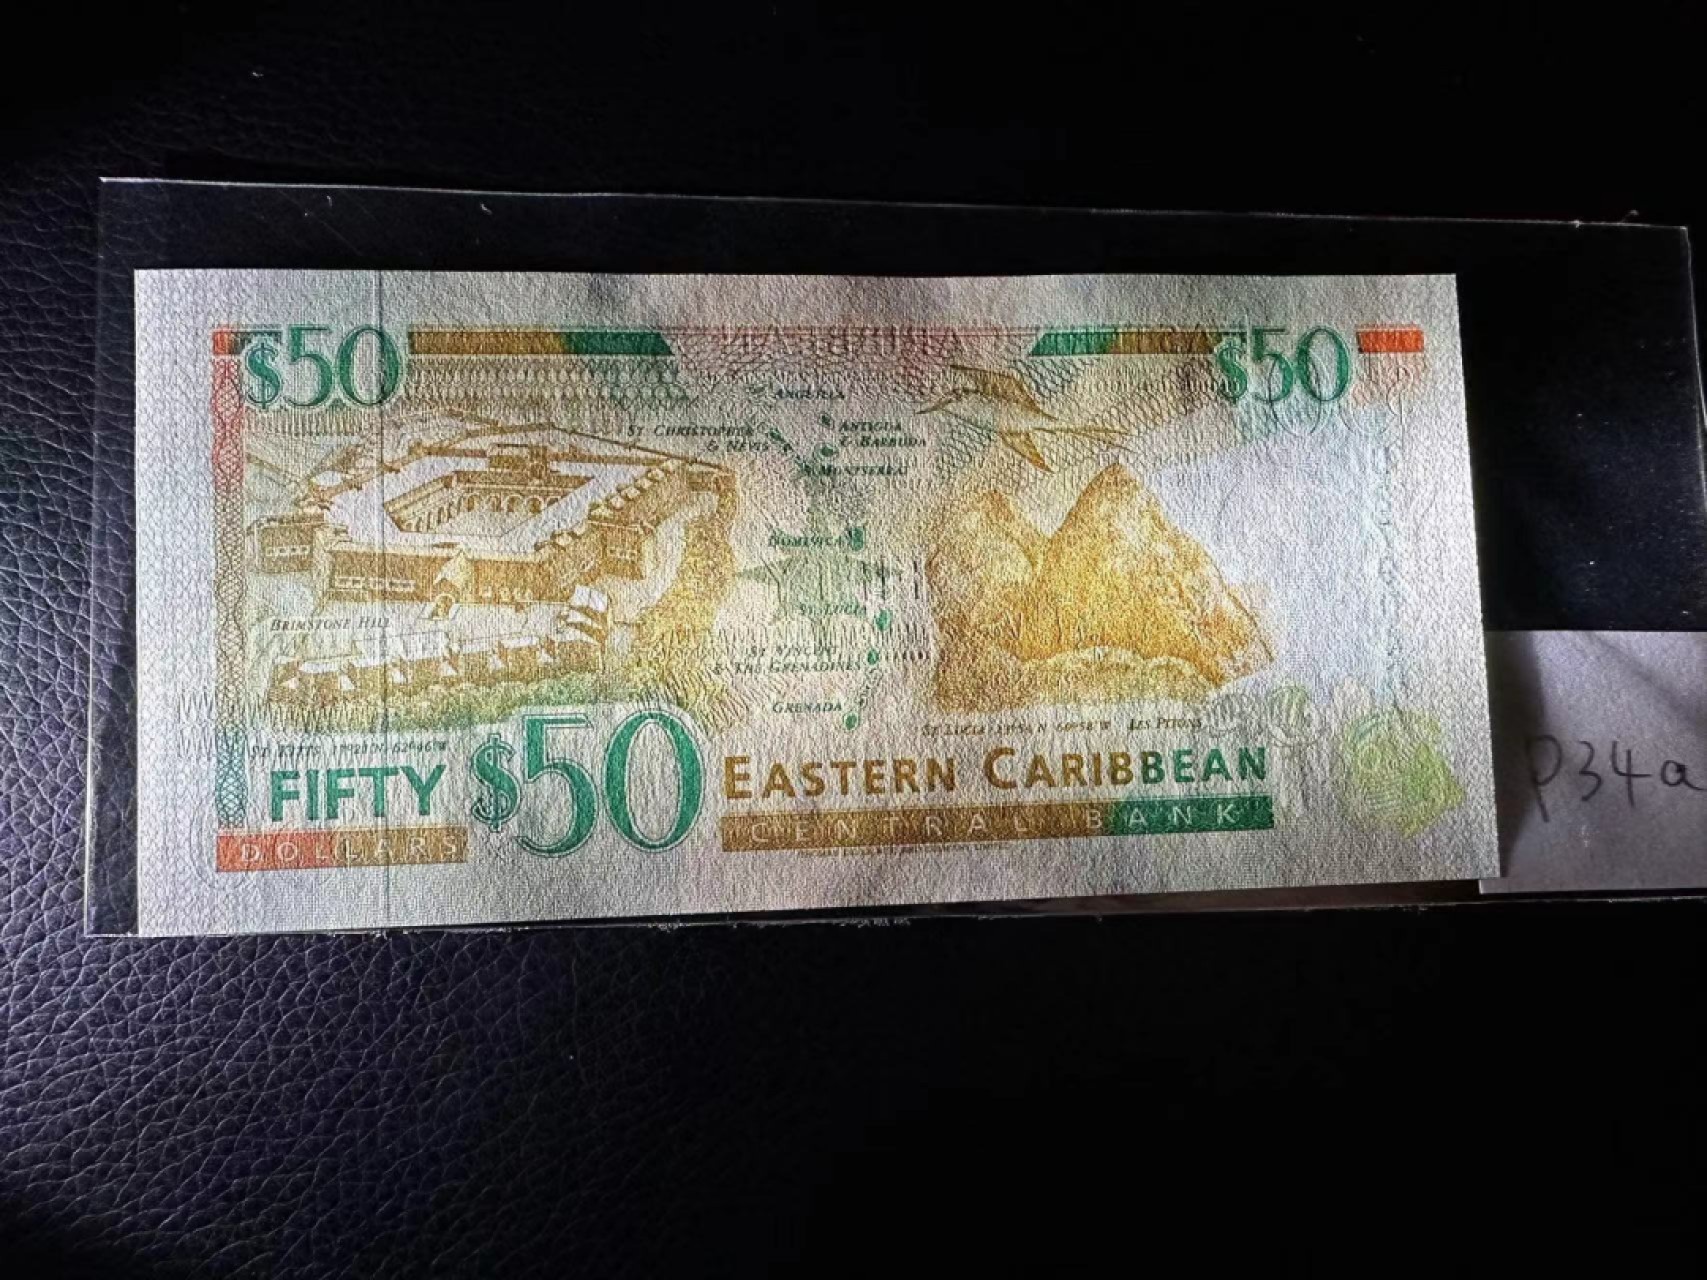 $50
$50
ANGUILLA
ST. CHRISTOPHER
& NEVIS
ANTIGUA
& BARBUDA
MONTSERRAT
DOMINICA
ST. LUCIA
BRIMSTONE HILL
ST. VINCENT
& THE GRENADINES
GRENADA
LES PITONS
FIFTY
$50
DOLLARS
EASTERN CARIBBEAN
CENTRAL BANK
P34a